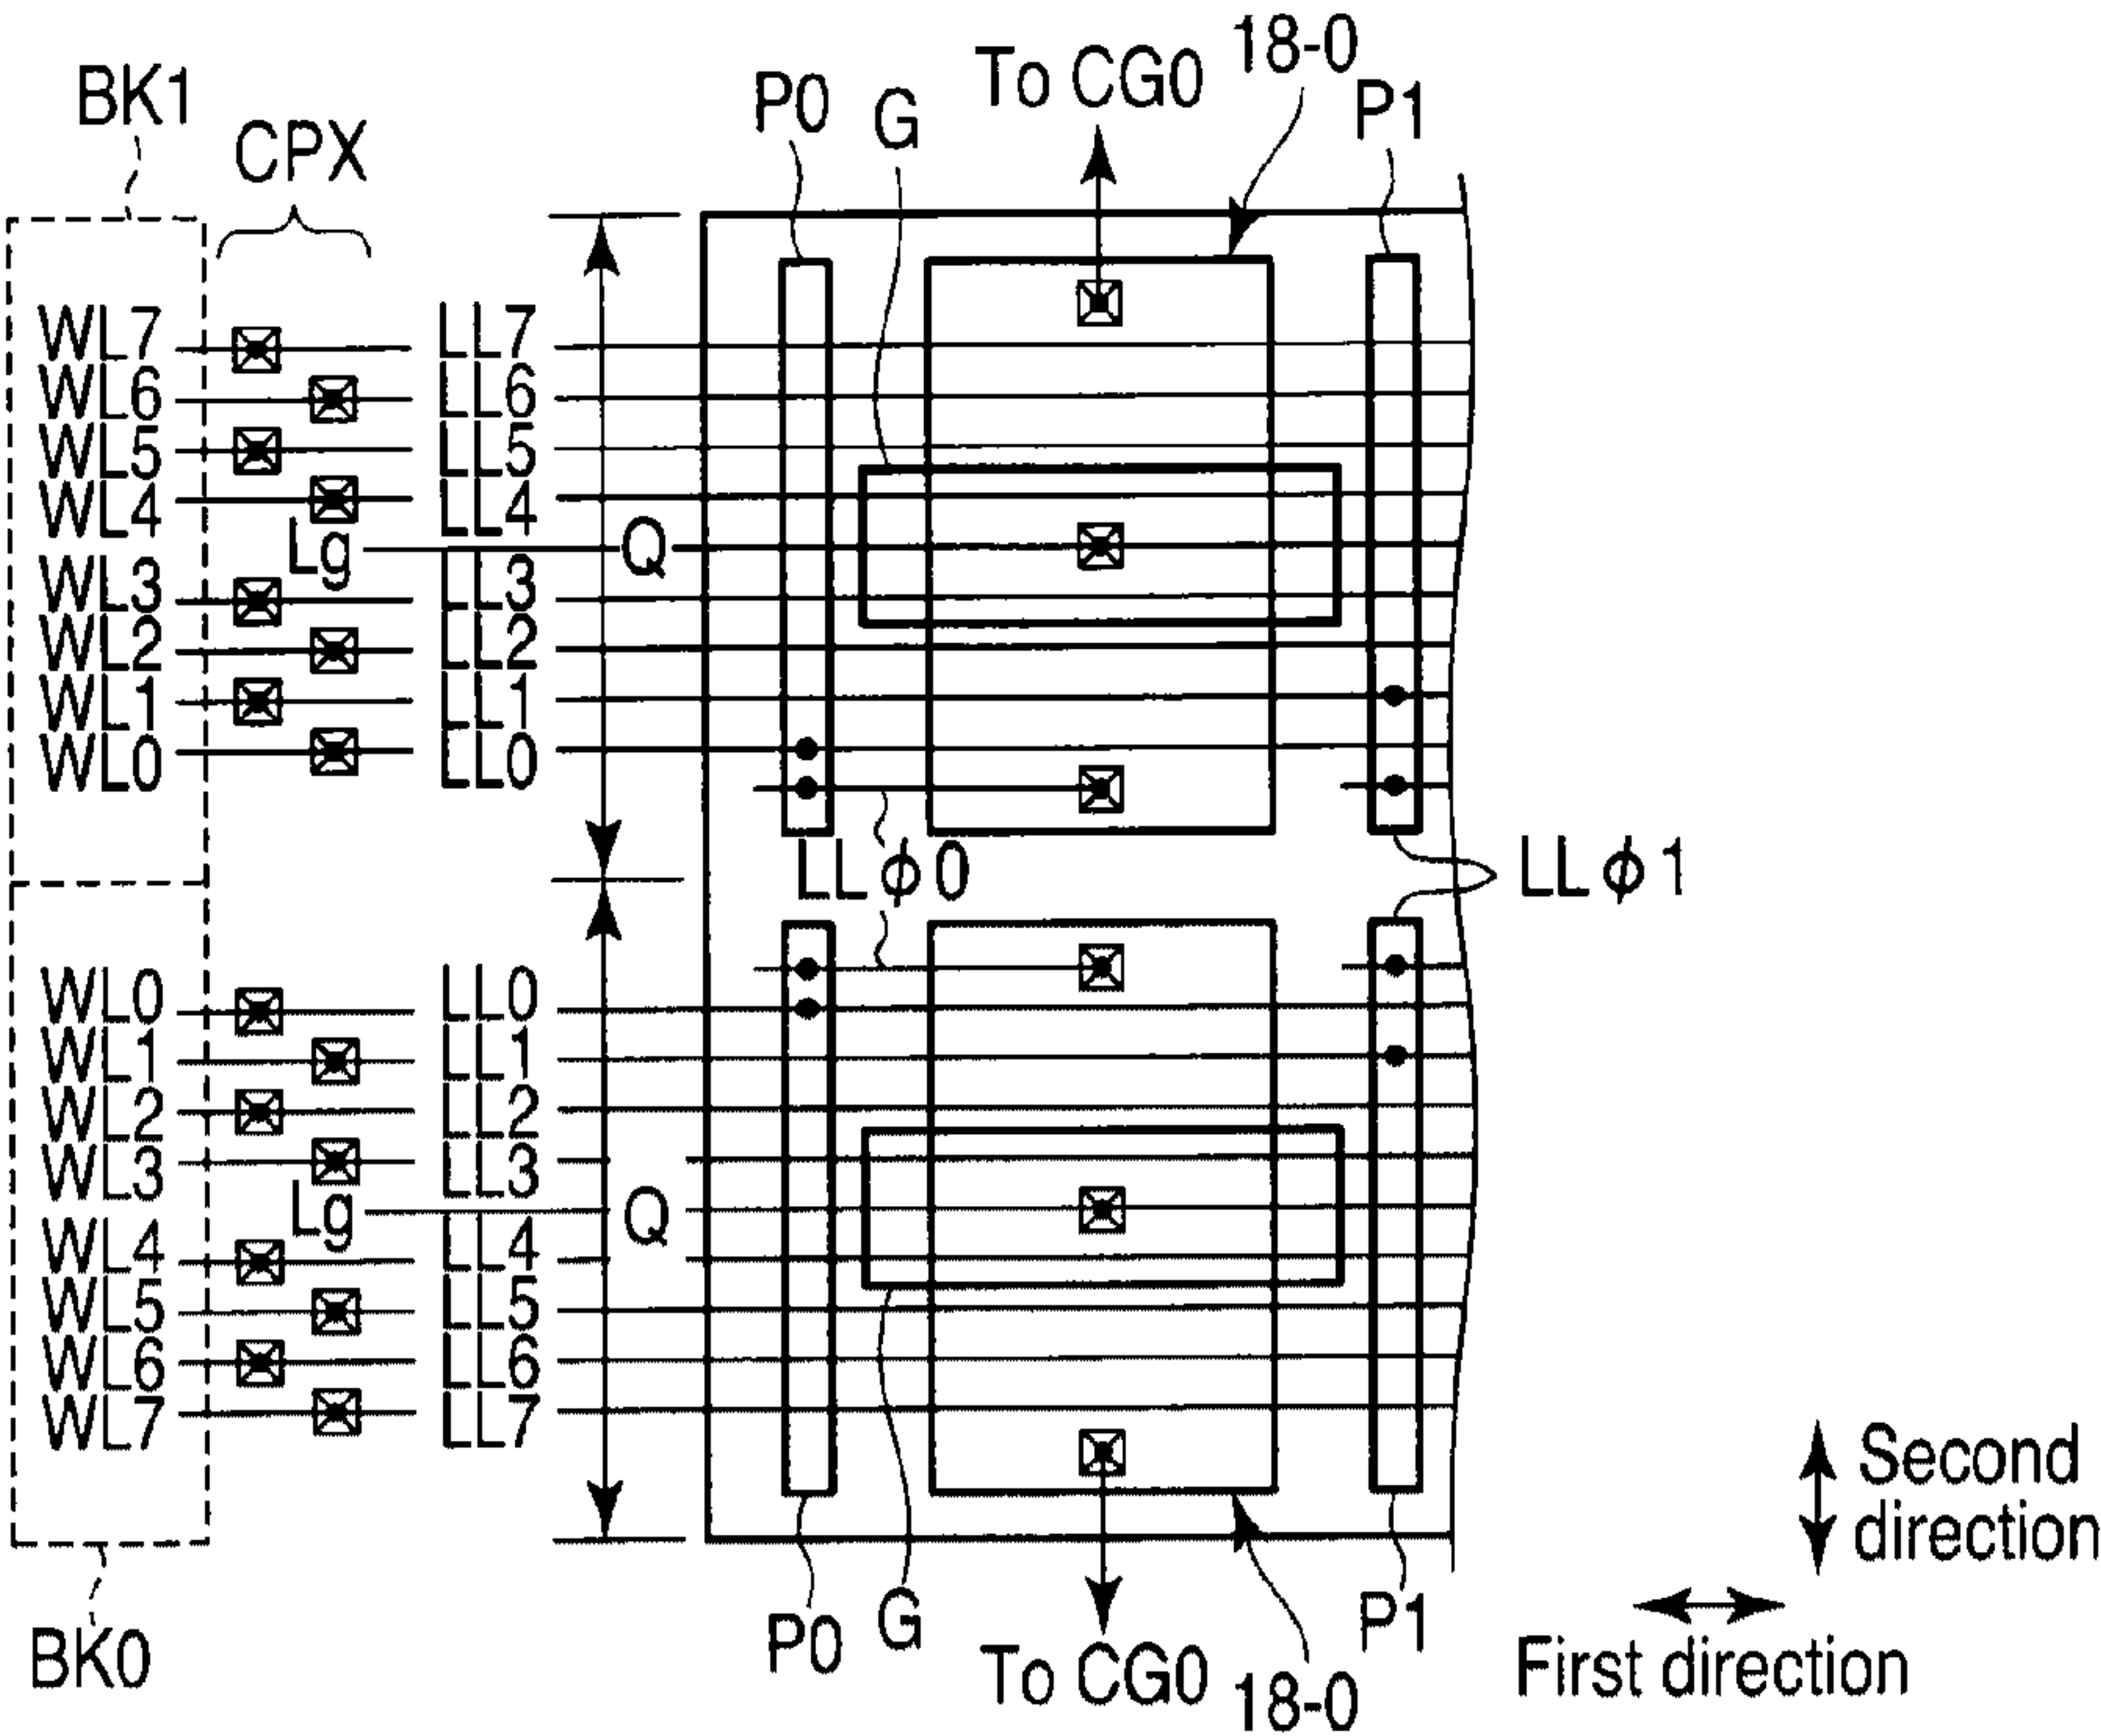 BK1
CPX
P0
G
To CG0
18-0
P1
WL7 LL7
WL6 LL6
WL5 LL5
WL4 LL4
Lg Q
WL3 LL3
WL2 LL2
WL1 LL1
WL0 LL0
LLϕ0
LLϕ1
WL0 LL0
WL1 LL1
WL2 LL2
WL3 LL3
Lg Q
WL4 LL4
WL5 LL5
WL6 LL6
WL7 LL7
BK0
P0
G
To CG0
18-0
P1
Second
direction
First direction